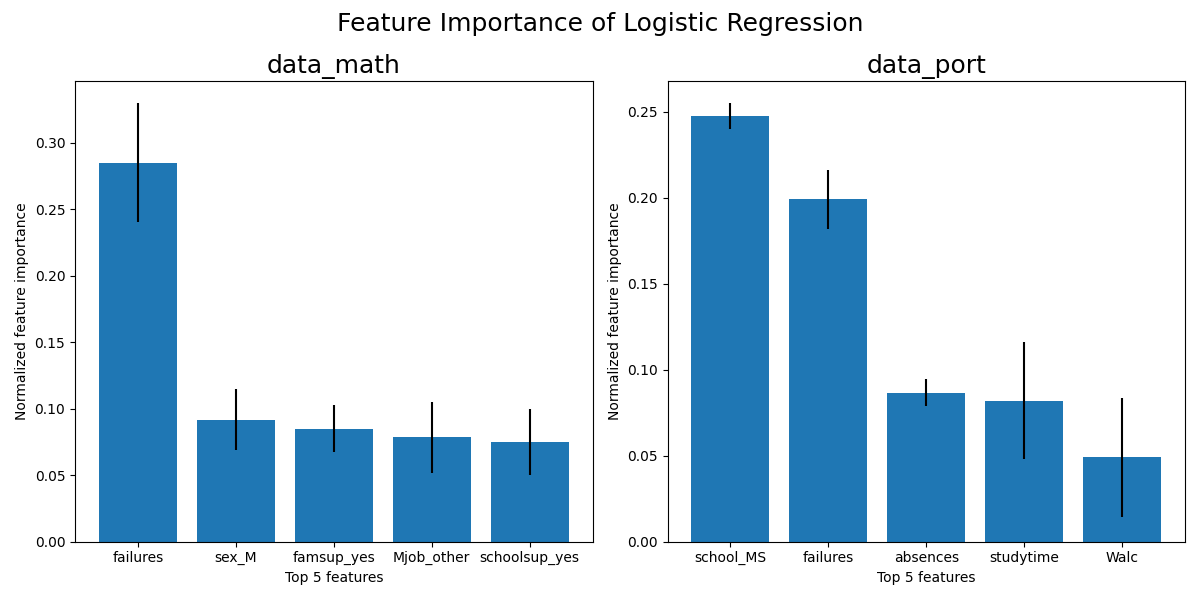 Feature Importance of Logistic Regression
data_math
Normalized feature importance
0.30
0.25
0.20
0.15
0.10
0.05
0.00
failures sex_M famsup_yes Mjob_other schoolsup_yes
Top 5 features
data_port
Normalized feature importance
0.25
0.20
0.15
0.10
0.05
0.00
school_MS failures absences studytime Walc
Top 5 features